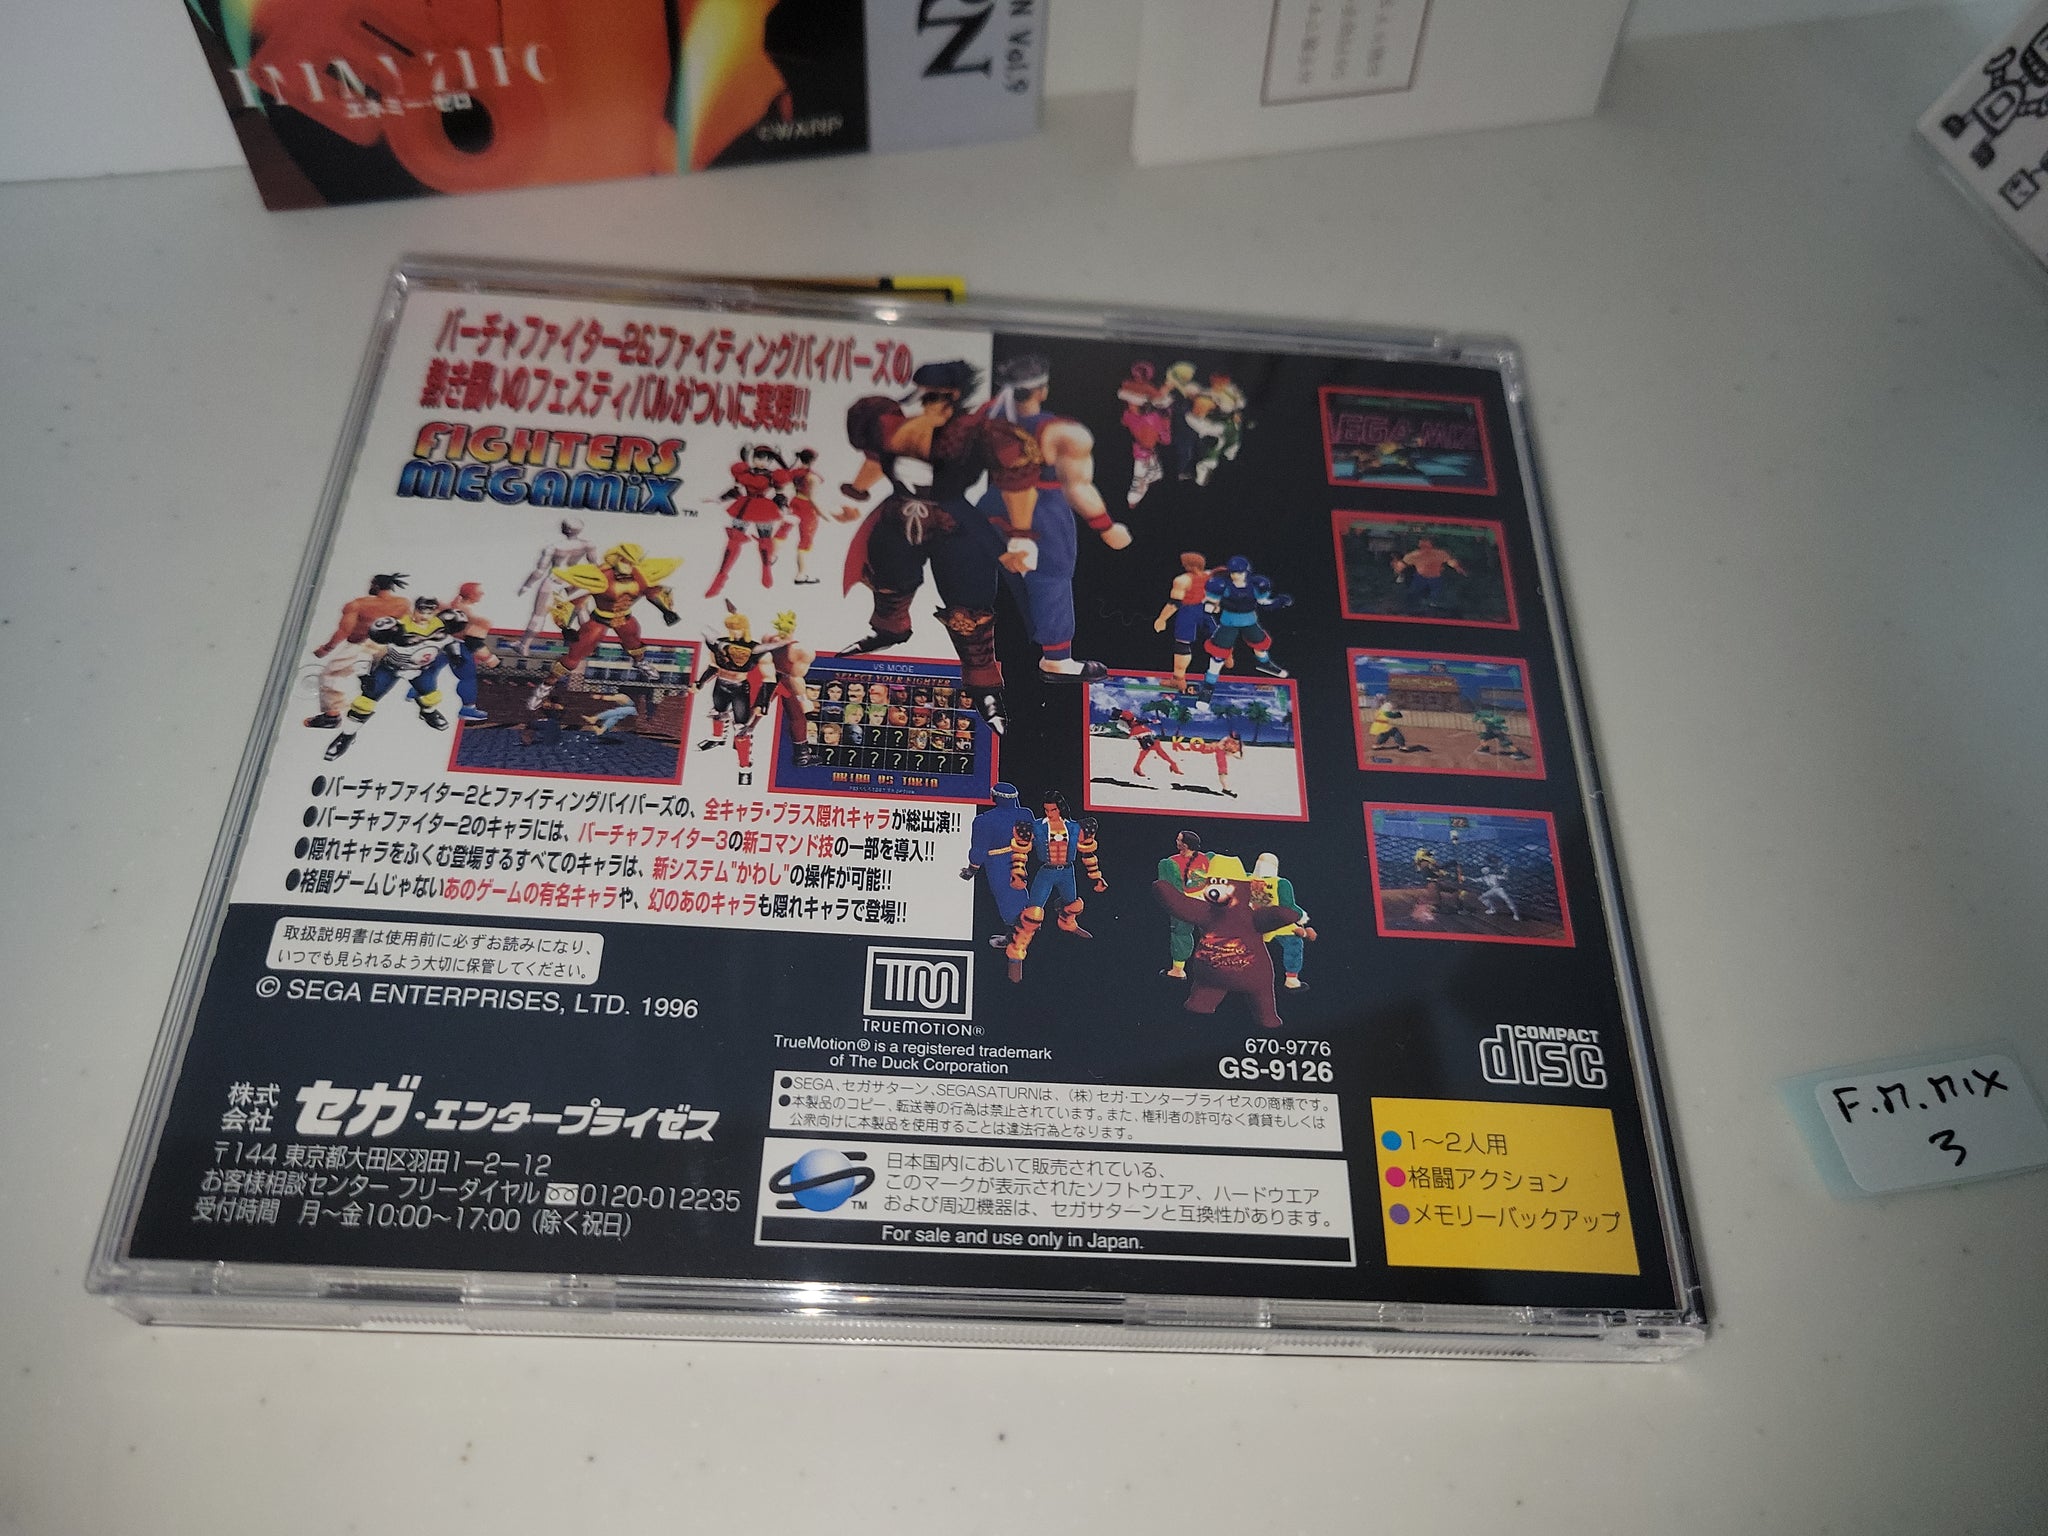 エネミー・ゼロ
©WARP
N Vol.9
バーチャファイター2&ファイティングバイパーズの
熱き闘いのフェスティバルがついに実現!!
FIGHTERS
MEGAMiX™
VS MODE
SELECT YOUR FIGHTER
AKIRA VS TARIO
K.O.
●バーチャファイター2とファイティングバイパーズの、全キャラ・プラス隠れキャラが総出演!!
●バーチャファイター2のキャラには、バーチャファイター3の新コマンド技の一部を導入!!
●隠れキャラをふくむ登場するすべてのキャラは、新システム"かわし"の操作が可能!!
●格闘ゲームじゃないあのゲームの有名キャラや、幻のあのキャラも隠れキャラで登場!!
取扱説明書は使用前に必ずお読みになり、
いつでも見られるよう大切に保管してください。
© SEGA ENTERPRISES, LTD. 1996
TM
TRUEMOTION®
TrueMotion® is a registered trademark
of The Duck Corporation
670-9776
GS-9126
COMPACT
disc
株式会社 セガ・エンタープライゼス
〒144 東京都大田区羽田1-2-12
お客様相談センター フリーダイヤル 0120-012235
受付時間 月〜金10:00〜17:00 (除く祝日)
●SEGA、セガサターン、SEGASATURNは、(株)セガ・エンタープライゼスの商標です。
●本製品のコピー、転送等の行為は禁止されています。また、権利者の許可なく賃貸もしくは
公衆向けに本製品を使用することは違法行為となります。
日本国内において販売されている、
このマークが表示されたソフトウエア、ハードウエア
および周辺機器は、セガサターンと互換性があります。
For sale and use only in Japan.
●1〜2人用
●格闘アクション
●メモリーバックアップ
F.M.MIX
3